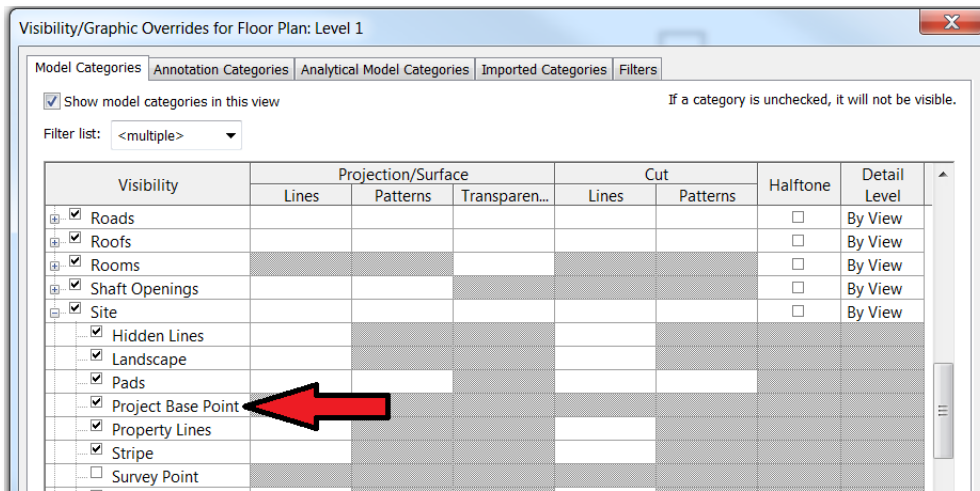 Visibility/Graphic Overrides for Floor Plan: Level 1
Model Categories Annotation Categories Analytical Model Categories Imported Categories Filters
Show model categories in this view If a category is unchecked, it will not be visible.
Filter list: <multiple>
Visibility Projection/Surface Cut Halftone Detail Level
Lines Patterns Transparen... Lines Patterns
Roads By View
Roofs By View
Rooms By View
Shaft Openings By View
Site By View
Hidden Lines
Landscape
Pads
Project Base Point
Property Lines
Stripe
Survey Point